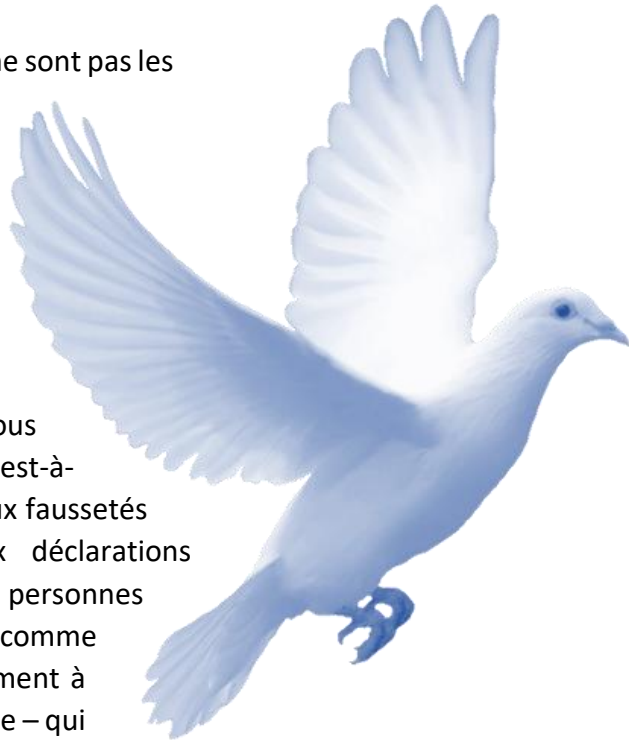 ne sont pas les
ous
est-à-
ux faussetés
x déclarations
personnes
comme
ment à
e – qui